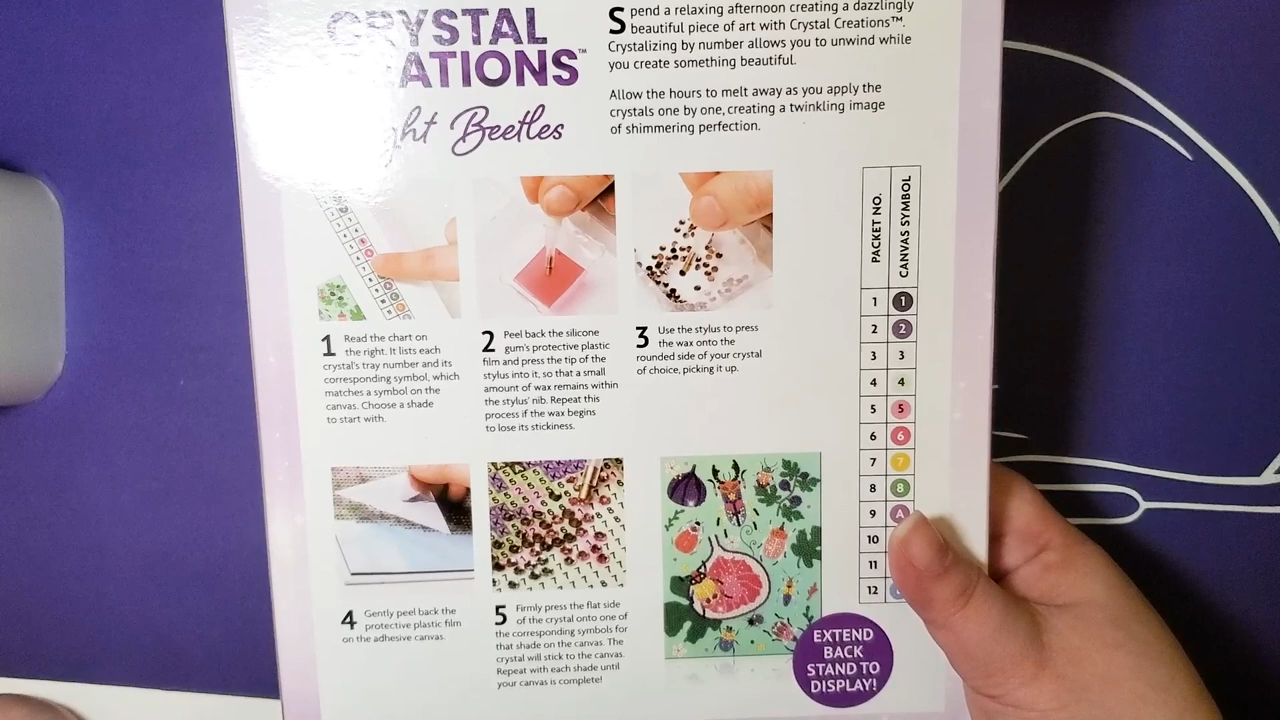 CRYSTAL
ATIONS™
ght Beetles
Spend a relaxing afternoon creating a dazzlingly
beautiful piece of art with Crystal Creations™.
Crystalizing by number allows you to unwind while
you create something beautiful.
Allow the hours to melt away as you apply the
crystals one by one, creating a twinkling image
of shimmering perfection.
1 Read the chart on
the right. It lists each
crystal's tray number and its
corresponding symbol, which
matches a symbol on the
canvas. Choose a shade
to start with.
2 Peel back the silicone
gum's protective plastic
film and press the tip of the
stylus into it, so that a small
amount of wax remains within
the stylus' nib. Repeat this
process if the wax begins
to lose its stickiness.
3 Use the stylus to press
the wax onto the
rounded side of your crystal
of choice, picking it up.
4 Gently peel back the
protective plastic film
on the adhesive canvas.
5 Firmly press the flat side
of the crystal onto one of
the corresponding symbols for
that shade on the canvas. The
crystal will stick to the canvas.
Repeat with each shade until
your canvas is complete!
PACKET NO. CANVAS SYMBOL
1 1
2 2
3 3
4 4
5 5
6 6
7 7
8 8
9 A
10
11
12
EXTEND
BACK
STAND TO
DISPLAY!